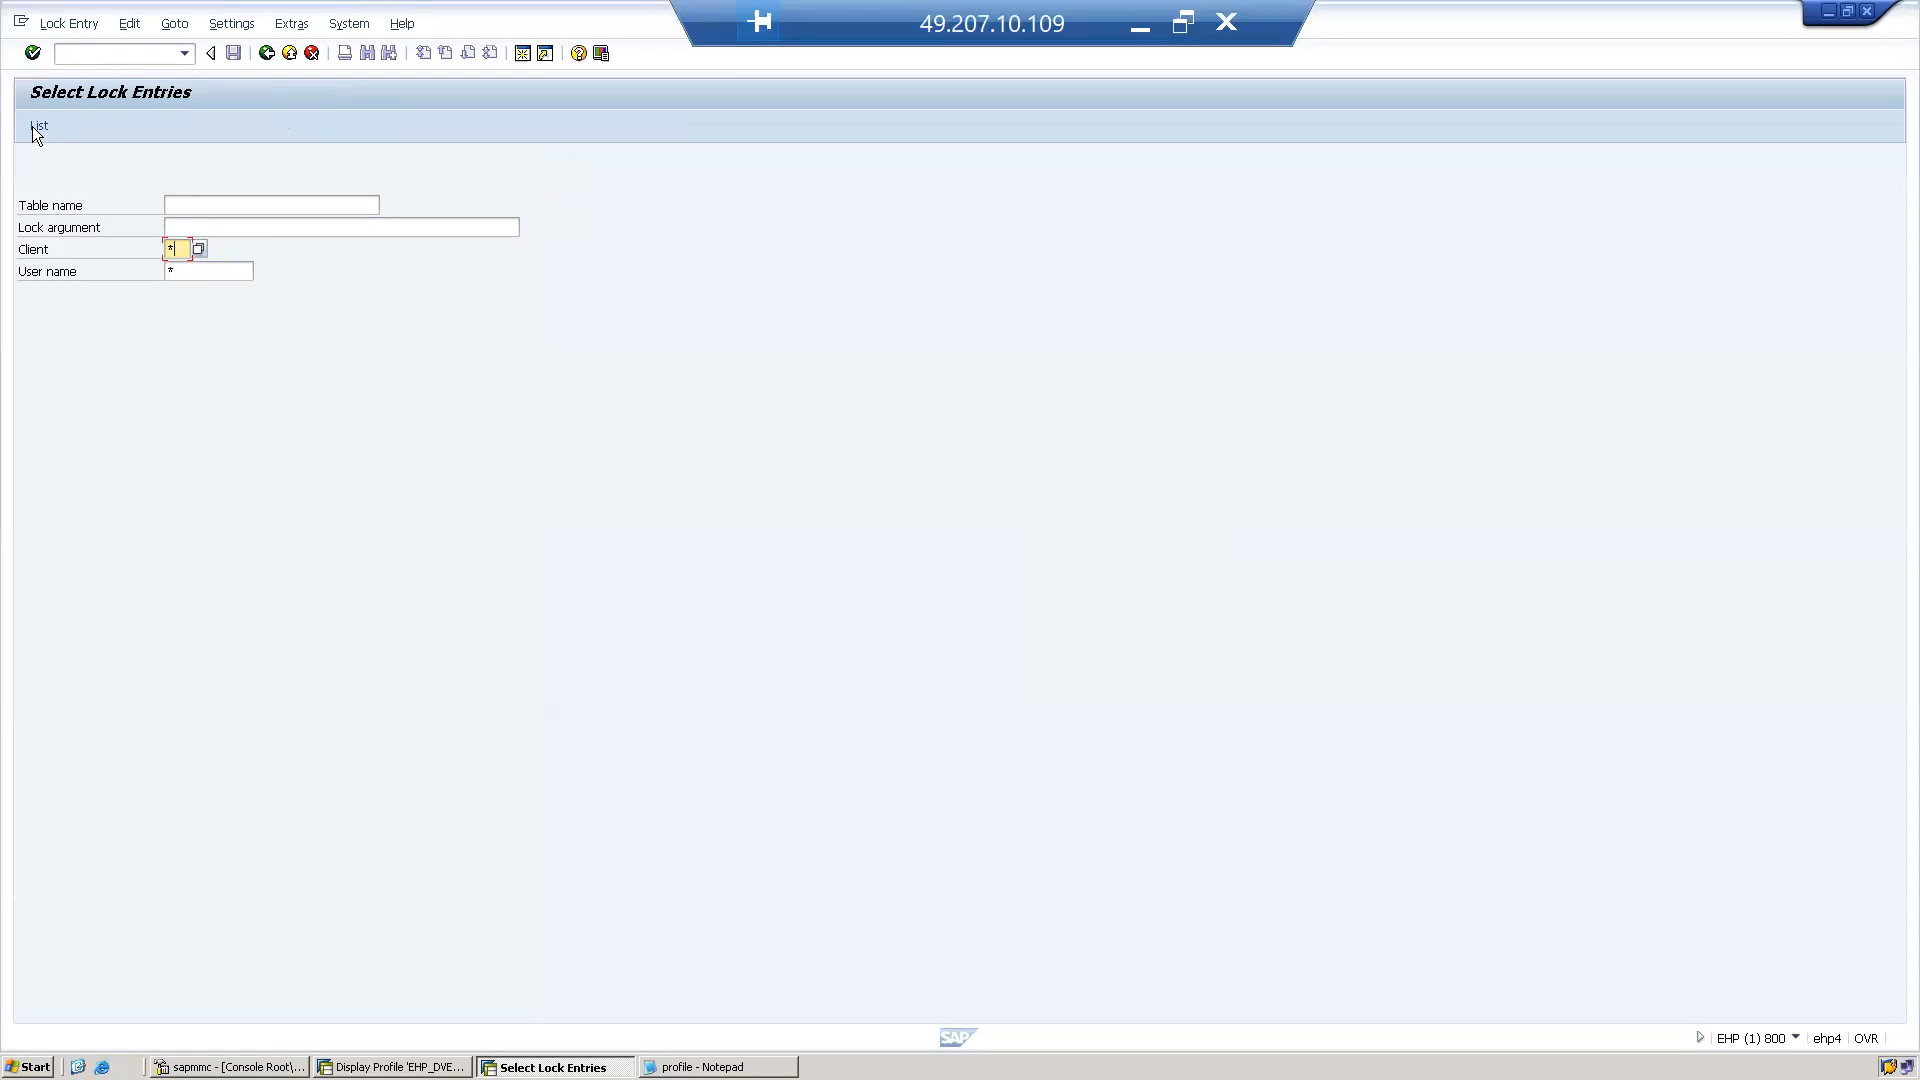 Lock Entry Edit Goto Settings Extras System Help
49.207.10.109
Select Lock Entries
List
Table name
Lock argument
Client *
User name *
SAP
EHP (1) 800 ehp4 OVR
Start sapmmc - [Console Root\... Display Profile 'EHP_DVE... Select Lock Entries profile - Notepad